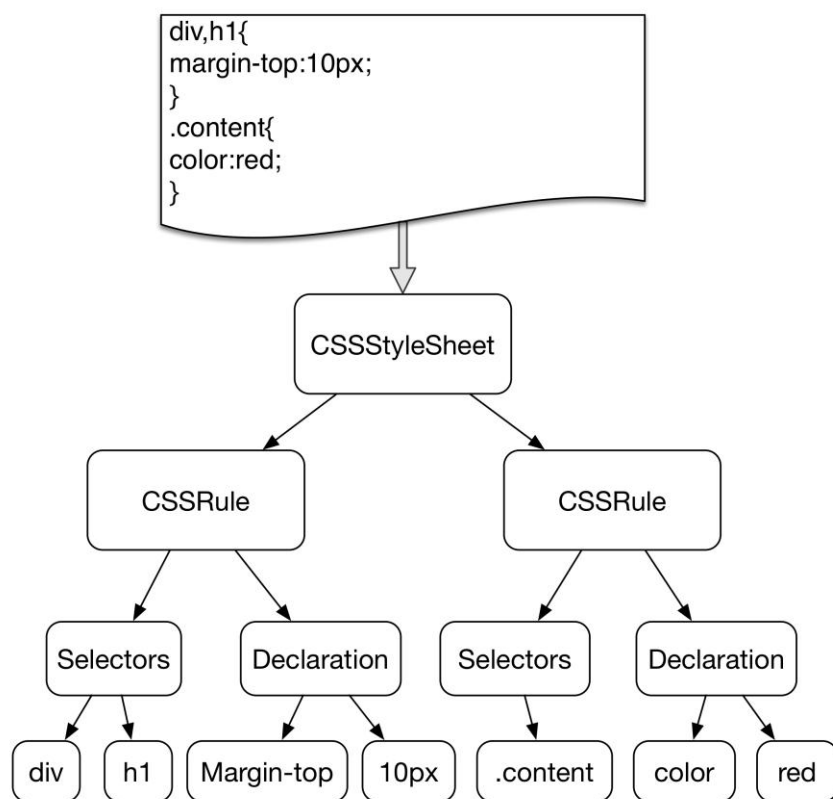 div,h1{
margin-top:10px;
}
.content{
color:red;
}
CSSStyleSheet
CSSRule CSSRule
Selectors Declaration Selectors Declaration
div h1 Margin-top 10px .content color red